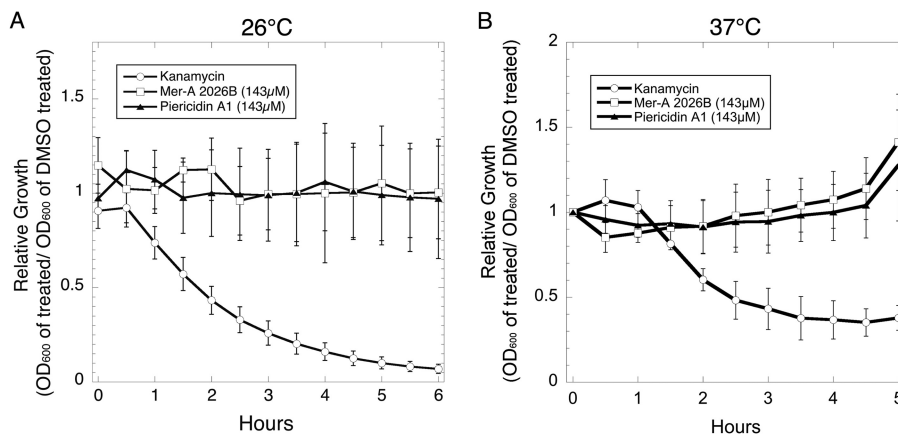 A
26°C
Relative Growth
(OD600 of treated/ OD600 of DMSO treated)
1.5
1
0.5
0
Kanamycin
Mer-A 2026B (143µM)
Piericidin A1 (143µM)
0 1 2 3 4 5 6
Hours
B
37°C
Relative Growth
(OD600 of treated/ OD600 of DMSO treated)
2
1.5
1
0.5
0
Kanamycin
Mer-A 2026B (143µM)
Piericidin A1 (143µM)
0 1 2 3 4 5
Hours